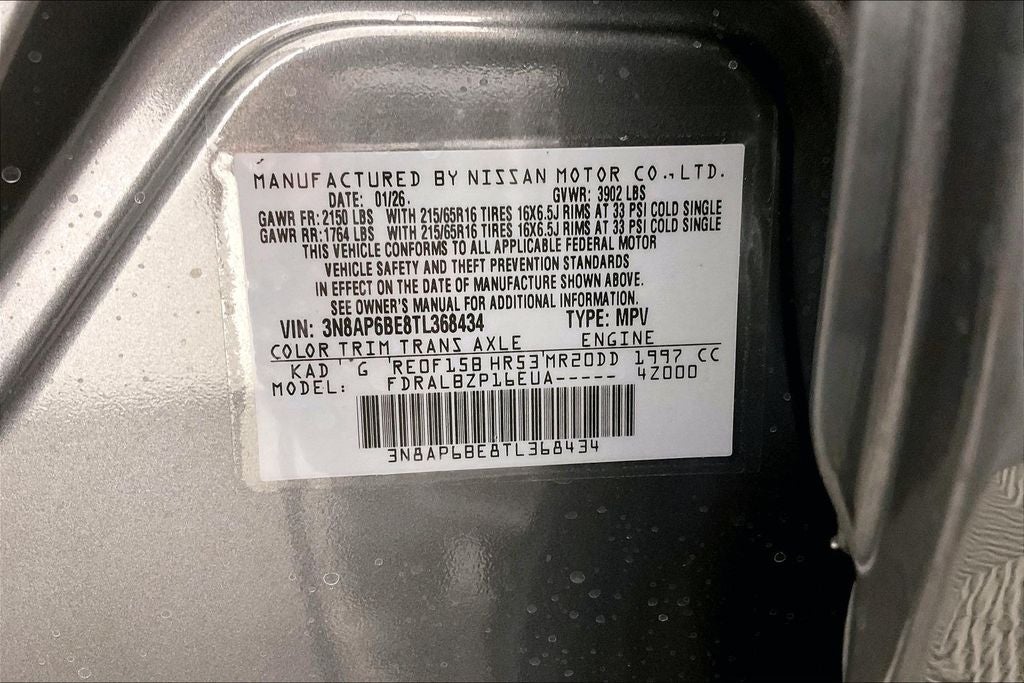 MANUFACTURED BY NISSAN MOTOR CO., LTD.
DATE: 01/26. GVWR: 3902 LBS
GAWR FR: 2150 LBS WITH 215/65R16 TIRES 16X6.5J RIMS AT 33 PSI COLD SINGLE
GAWR RR: 1764 LBS WITH 215/65R16 TIRES 16X6.5J RIMS AT 33 PSI COLD SINGLE
THIS VEHICLE CONFORMS TO ALL APPLICABLE FEDERAL MOTOR
VEHICLE SAFETY AND THEFT PREVENTION STANDARDS
IN EFFECT ON THE DATE OF MANUFACTURE SHOWN ABOVE.
SEE OWNER'S MANUAL FOR ADDITIONAL INFORMATION.
VIN: 3N8AP6BE8TL368434 TYPE: MPV
COLOR TRIM TRANS AXLE ENGINE
KAD G RE0F15B HR53 MR20DD 1997 CC
MODEL: FDRALBZP16EUA----- 4Z000
3N8AP6BE8TL368434